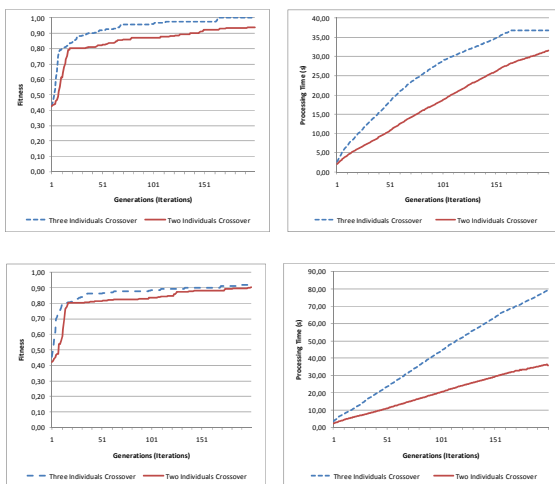 1,00
0,90
0,80
0,70
0,60
0,50
0,40
0,30
0,20
0,10
0,00
Fitness
1 51 101 151
Generations (Iterations)
Three Individuals Crossover Two Individuals Crossover
40,00
35,00
30,00
25,00
20,00
15,00
10,00
5,00
0,00
Processing Time (s)
1 51 101 151
Generations (Iterations)
Three Individuals Crossover Two Individuals Crossover
1,00
0,90
0,80
0,70
0,60
0,50
0,40
0,30
0,20
0,10
0,00
Fitness
1 51 101 151
Generations (Iterations)
Three Individuals Crossover Two Individuals Crossover
90,00
80,00
70,00
60,00
50,00
40,00
30,00
20,00
10,00
0,00
Processing Time (s)
1 51 101 151
Generations (Iterations)
Three Individuals Crossover Two Individuals Crossover